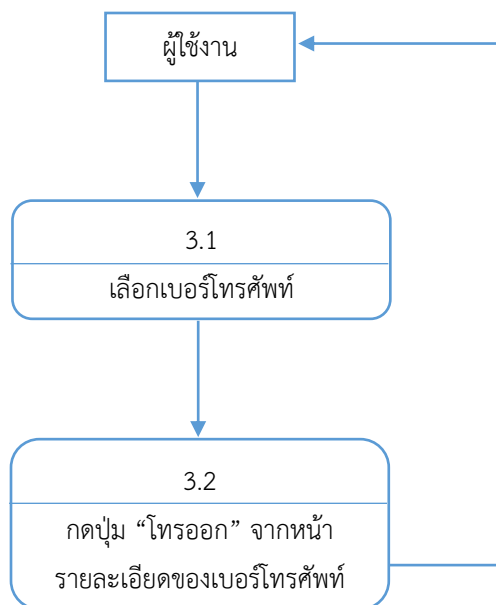 ผู้ใช้งาน
3.1
เลือกเบอร์โทรศัพท์
3.2
กดปุ่ม “โทรออก” จากหน้า
รายละเอียดของเบอร์โทรศัพท์